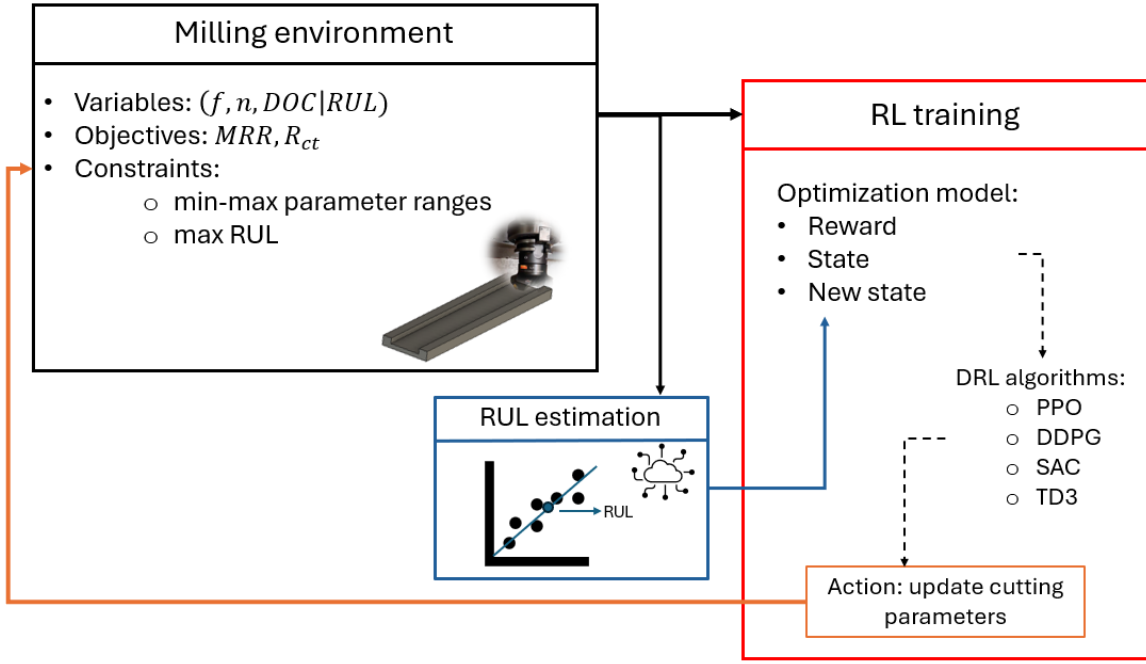 Milling environment
• Variables: (f, n, DOC|RUL)
• Objectives: MRR, R_ct
• Constraints:
o min-max parameter ranges
o max RUL
RL training
Optimization model:
• Reward
• State
• New state
DRL algorithms:
o PPO
o DDPG
o SAC
o TD3
RUL estimation
RUL
Action: update cutting
parameters